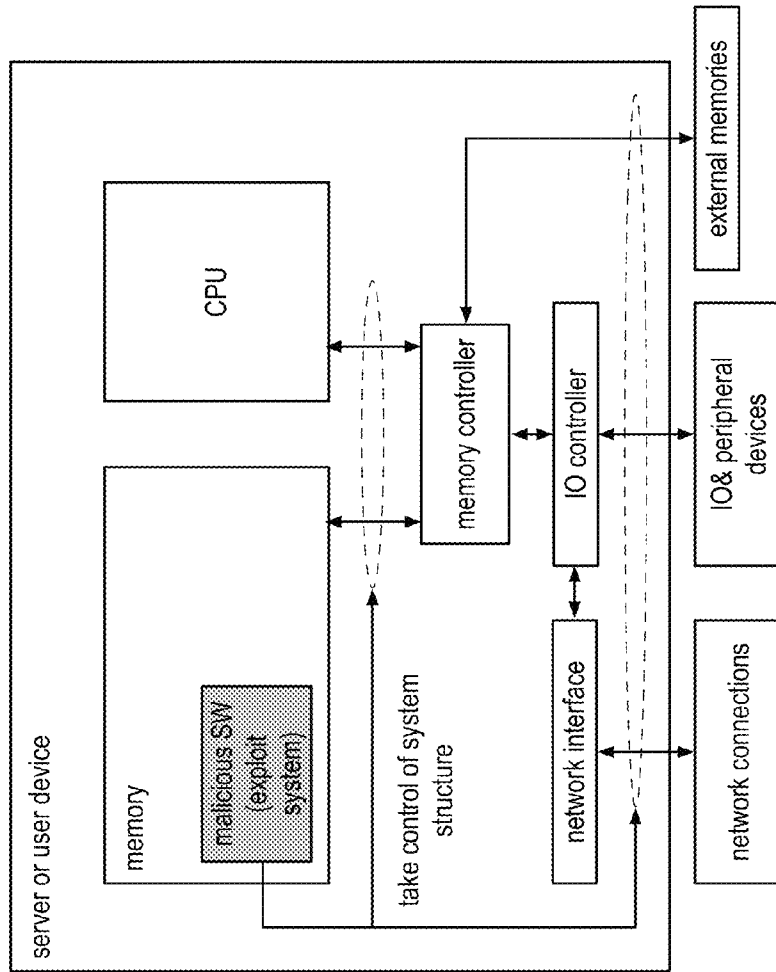 server or user device
memory
malicious SW
(exploit
system)
CPU
take control of system
structure
memory controller
network interface
IO controller
network connections
IO& peripheral
devices
external memories